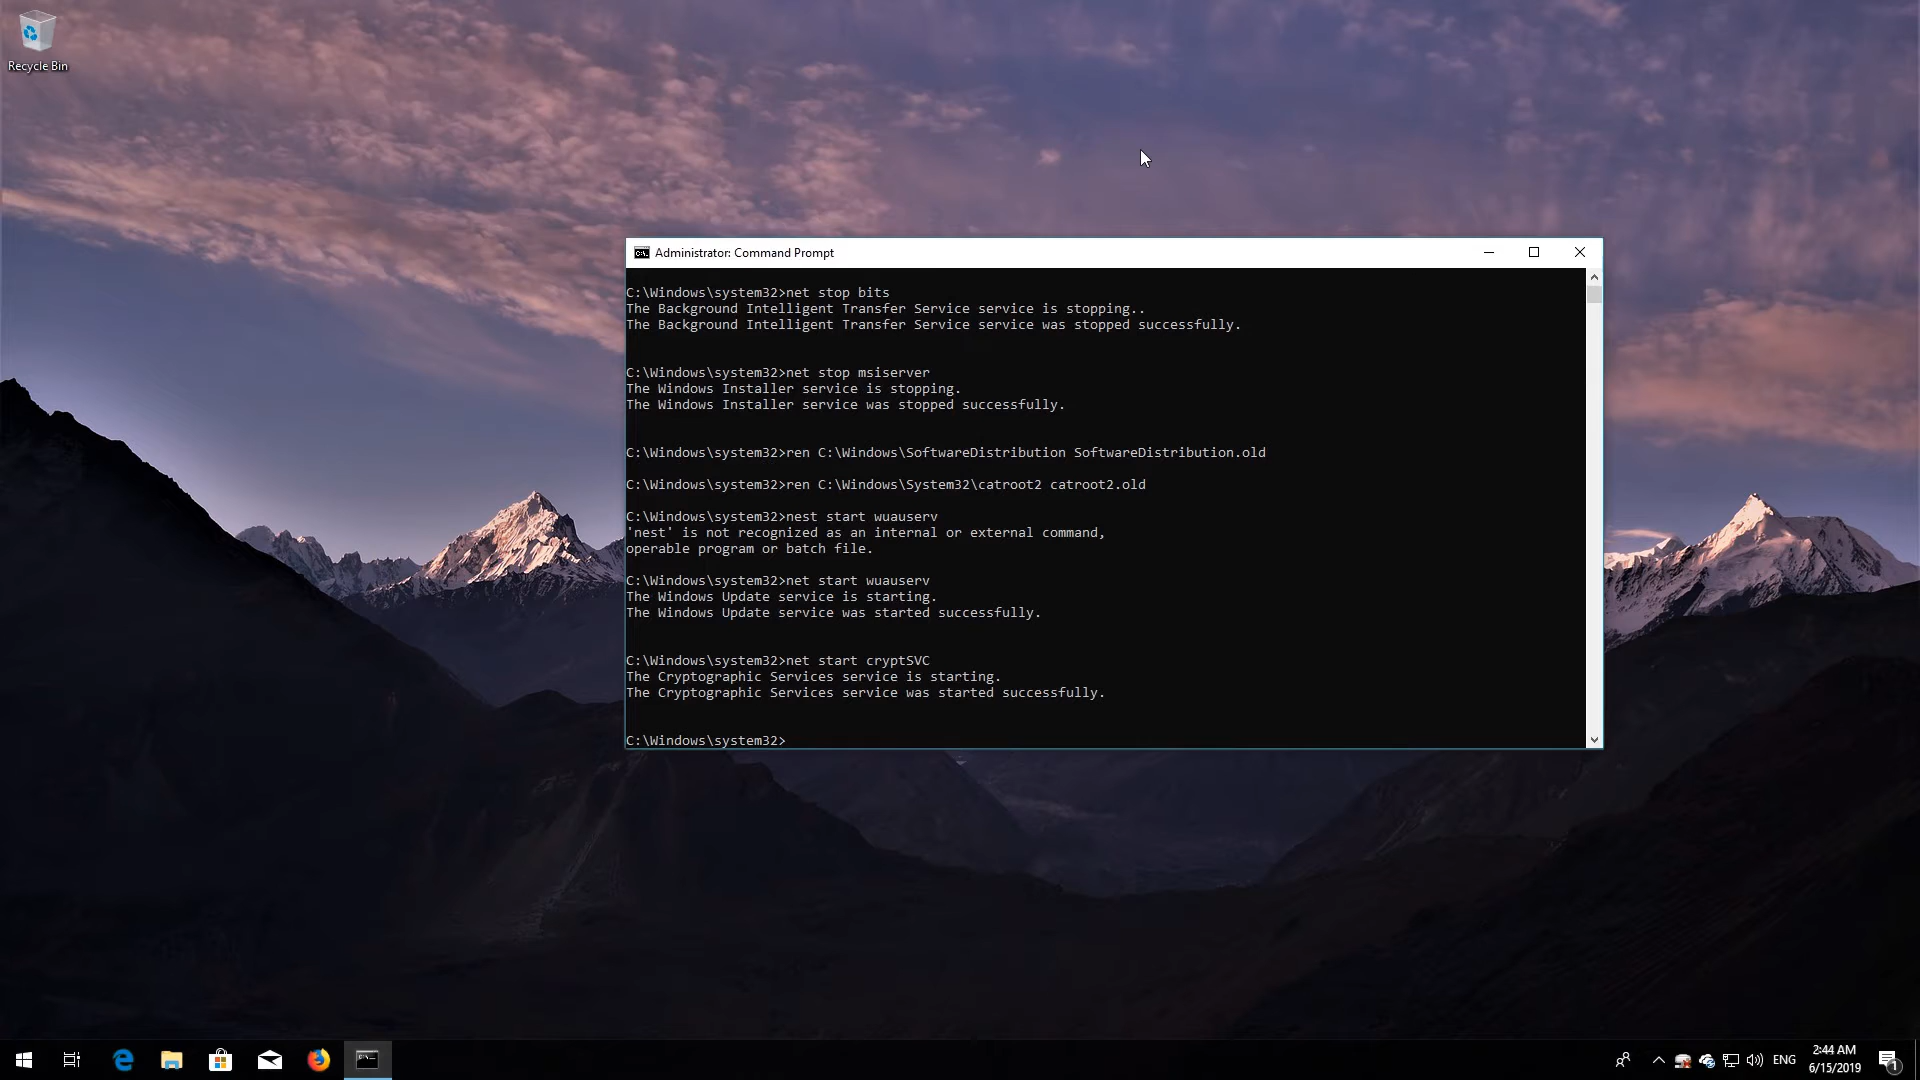 Recycle Bin
Administrator: Command Prompt
C:\Windows\system32>net stop bits
The Background Intelligent Transfer Service service is stopping..
The Background Intelligent Transfer Service service was stopped successfully.
C:\Windows\system32>net stop msiserver
The Windows Installer service is stopping.
The Windows Installer service was stopped successfully.
C:\Windows\system32>ren C:\Windows\SoftwareDistribution SoftwareDistribution.old
C:\Windows\system32>ren C:\Windows\System32\catroot2 catroot2.old
C:\Windows\system32>nest start wuauserv
'nest' is not recognized as an internal or external command,
operable program or batch file.
C:\Windows\system32>net start wuauserv
The Windows Update service is starting.
The Windows Update service was started successfully.
C:\Windows\system32>net start cryptSVC
The Cryptographic Services service is starting.
The Cryptographic Services service was started successfully.
C:\Windows\system32>
ENG
2:44 AM
6/15/2019
1